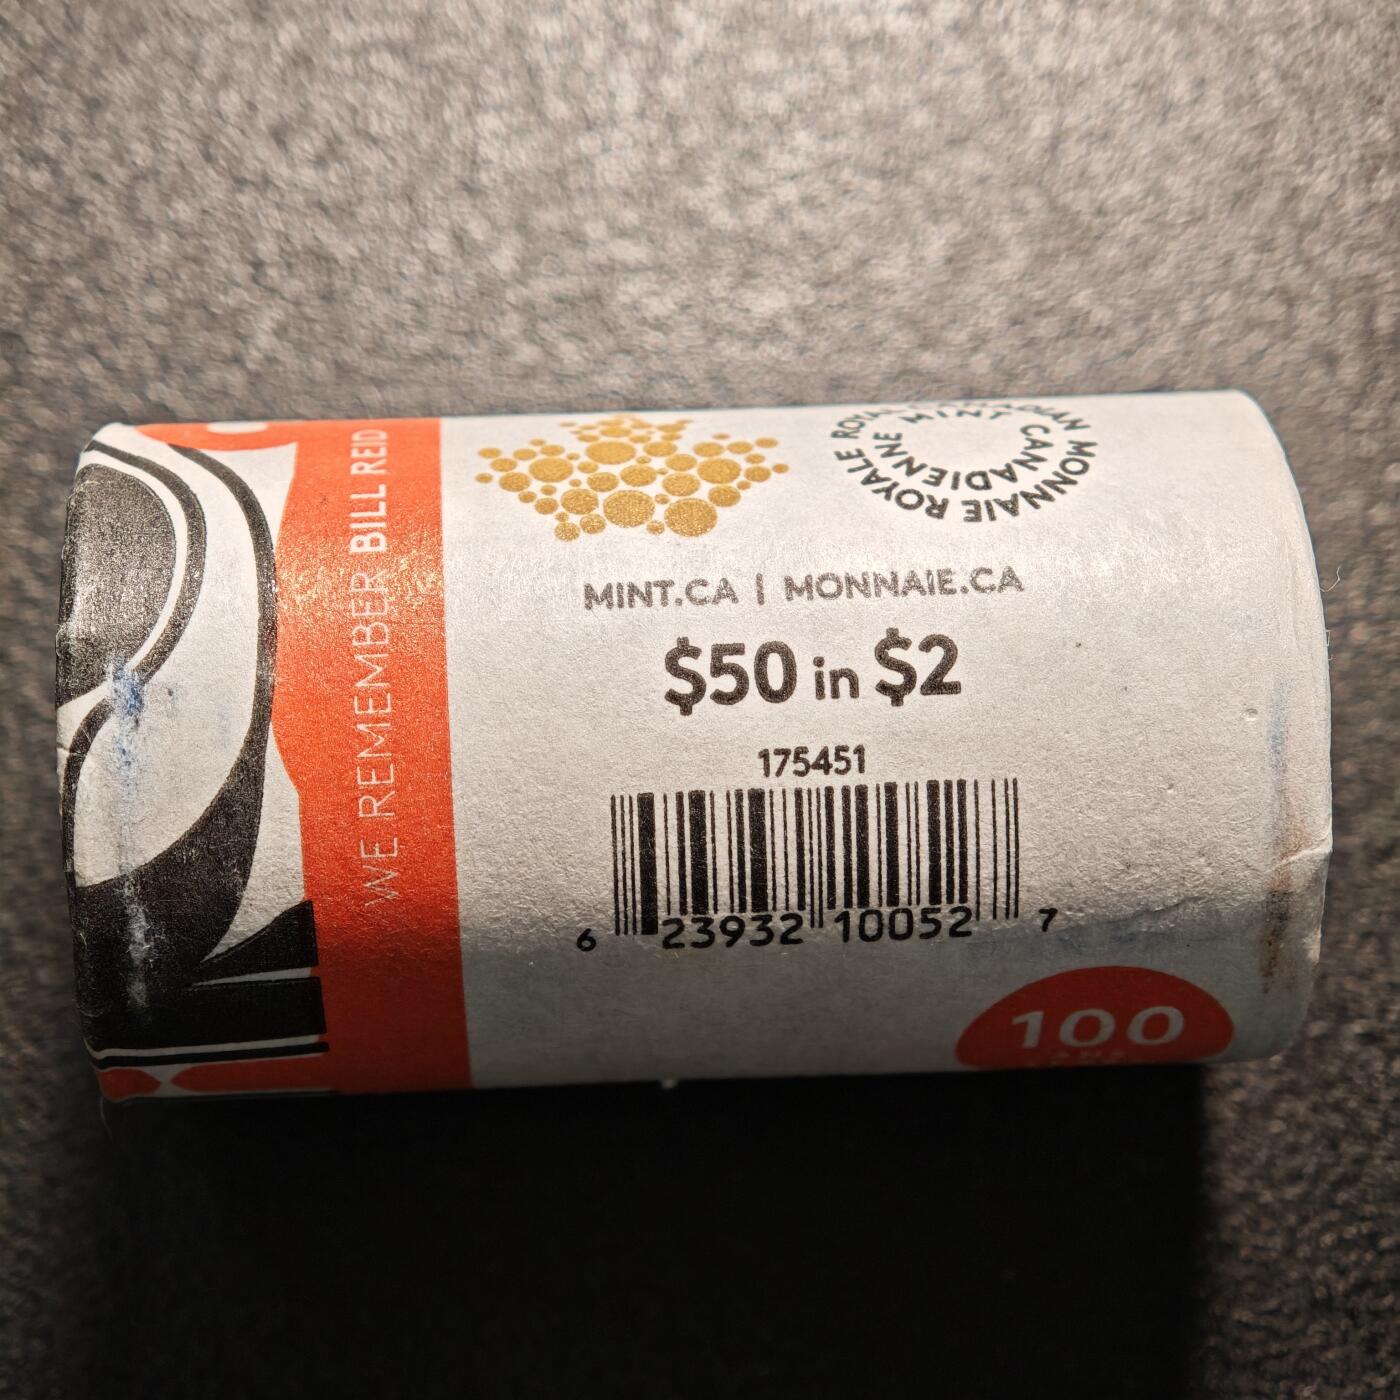 WE REMEMBER BILL REID
ROYAL CANADIAN MINT
MONNAIE ROYALE CANADIENNE
MINT.CA | MONNAIE.CA
$50 in $2
175451
6 23932 10052 7
100
ANS